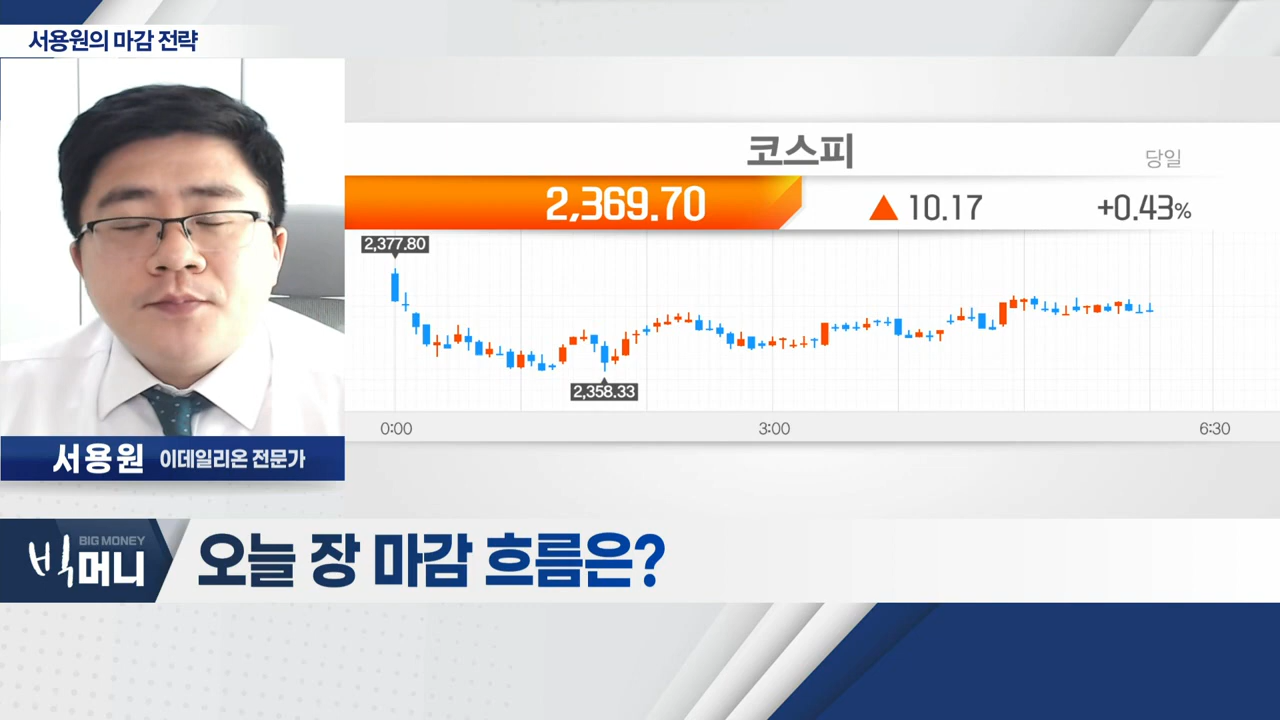 서용원의 마감 전략
코스피
당일
2,369.70 ▲ 10.17 +0.43%
2,377.80
2,358.33
0:00 3:00 6:30
서용원 이데일리온 전문가
BIG MONEY
빅머니
오늘 장 마감 흐름은?